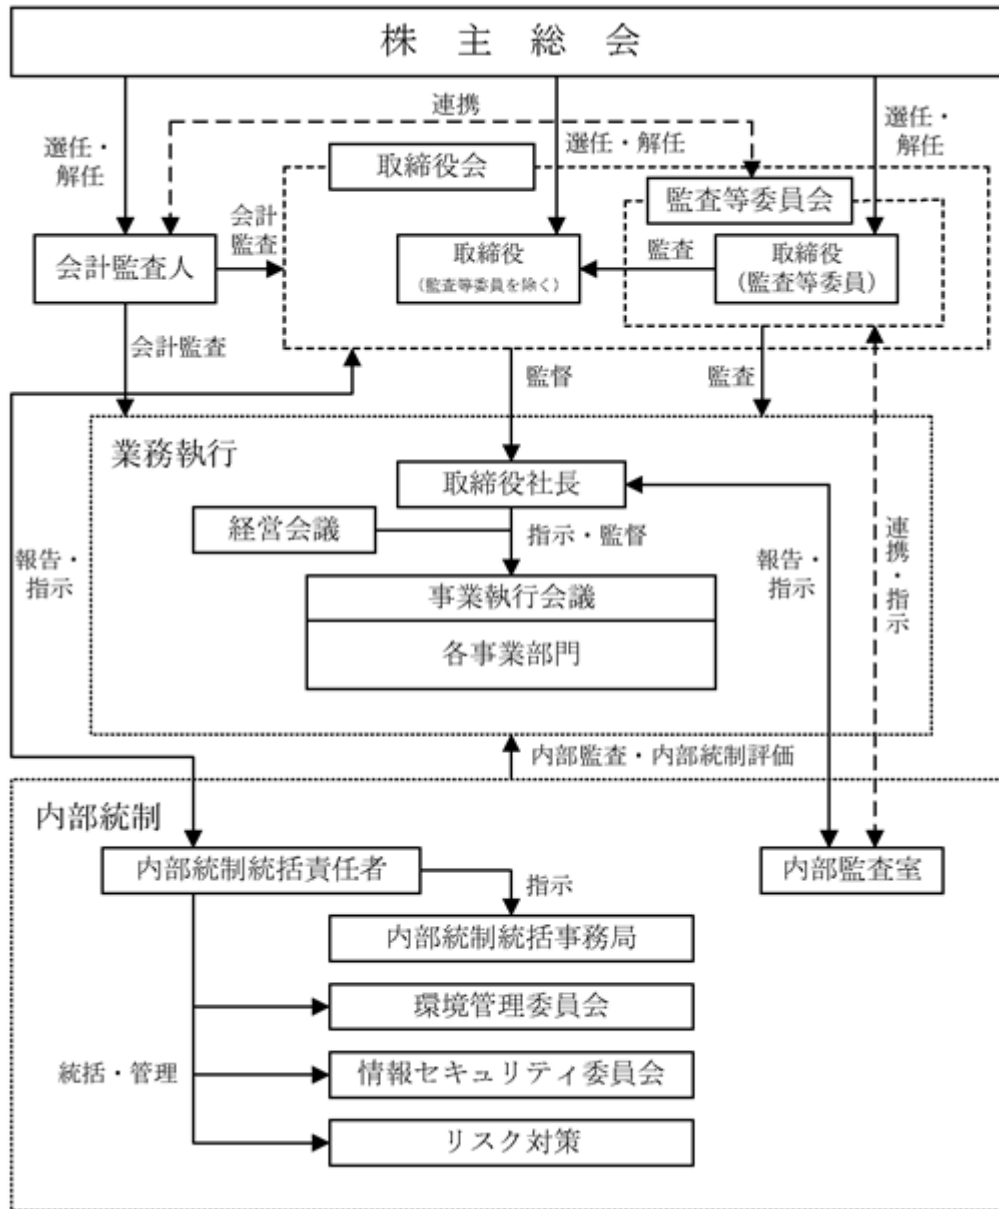 株主総会
連携
選任・
解任
選任・解任
選任・
解任
取締役会
監査等委員会
会計
監査
会計監査人
取締役
(監査等委員を除く)
監査
取締役
(監査等委員)
会計監査
監督
監査
業務執行
取締役社長
経営会議
指示・監督
報告・
指示
報告・
指示
連携・指示
事業執行会議
各事業部門
内部監査・内部統制評価
内部統制
内部統制統括責任者
内部監査室
指示
内部統制統括事務局
環境管理委員会
統括・管理
情報セキュリティ委員会
リスク対策